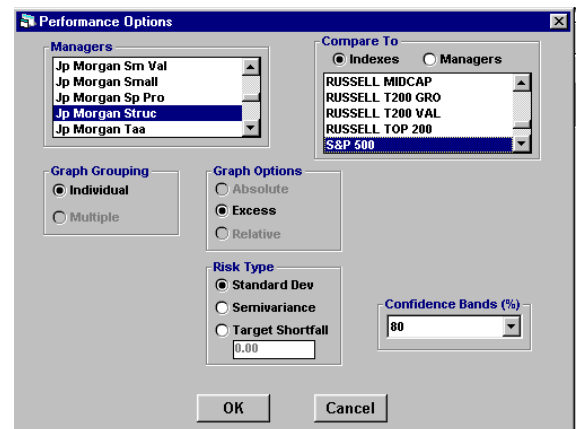 Performance Options
Managers
Jp Morgan Sm Val
Jp Morgan Small
Jp Morgan Sp Pro
Jp Morgan Struc
Jp Morgan Taa
Compare To
Indexes Managers
RUSSELL MIDCAP
RUSSELL T200 GRO
RUSSELL T200 VAL
RUSSELL TOP 200
S&P 500
Graph Grouping
Individual
Multiple
Graph Options
Absolute
Excess
Relative
Risk Type
Standard Dev
Semivariance
Target Shortfall
0.00
Confidence Bands (%)
80
OK Cancel